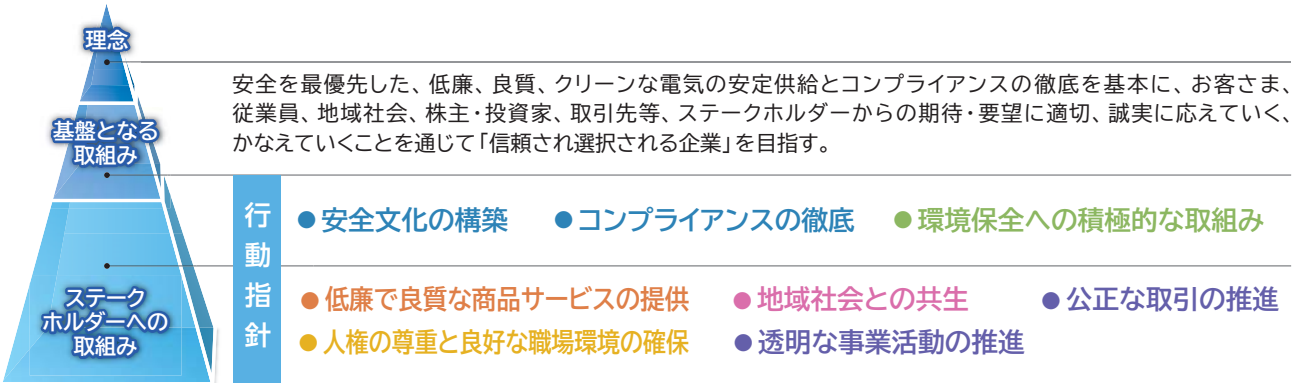 理念
安全を最優先した、低廉、良質、クリーンな電気の安定供給とコンプライアンスの徹底を基本に、お客さま、
従業員、地域社会、株主・投資家、取引先等、ステークホルダーからの期待・要望に適切、誠実に応えていく、
かなえていくことを通じて「信頼され選択される企業」を目指す。
基盤となる
取組み
行動指針
●安全文化の構築 ●コンプライアンスの徹底 ●環境保全への積極的な取組み
ステーク
ホルダーへの
取組み
●低廉で良質な商品サービスの提供 ●地域社会との共生 ●公正な取引の推進
●人権の尊重と良好な職場環境の確保 ●透明な事業活動の推進